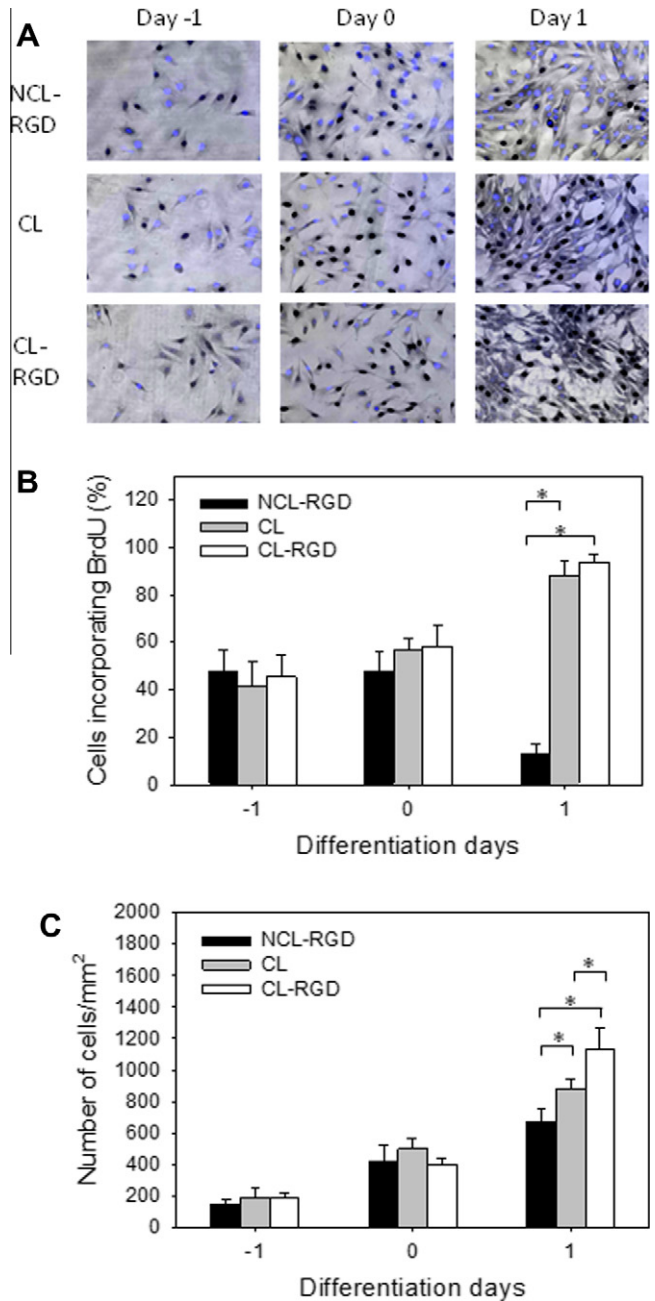 A
Day -1 Day 0 Day 1
NCL-
RGD
CL
CL-
RGD
B
Cells incorporating BrdU (%)
120
100
80
60
40
20
0
NCL-RGD
CL
CL-RGD
*
*
-1 0 1
Differentiation days
C
Number of cells/mm²
2000
1800
1600
1400
1200
1000
800
600
400
200
0
NCL-RGD
CL
CL-RGD
*
*
*
-1 0 1
Differentiation days